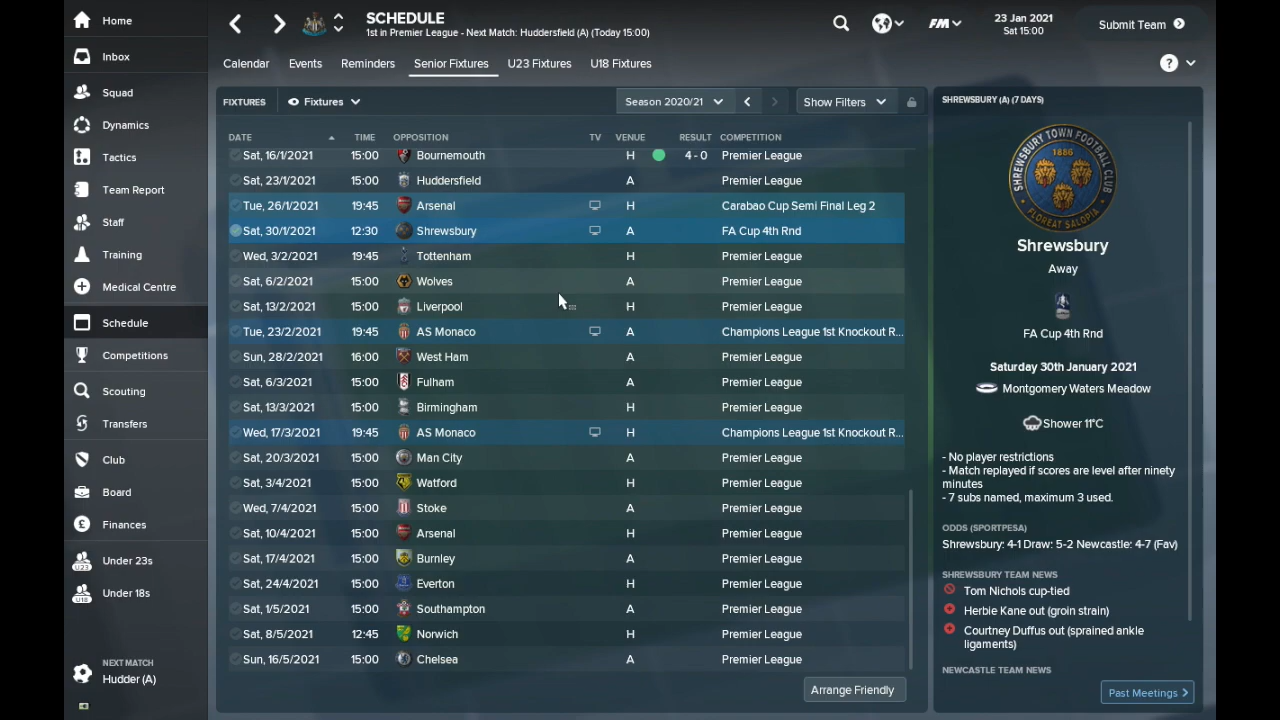 Home
Inbox
Squad
Dynamics
Tactics
Team Report
Staff
Training
Medical Centre
Schedule
Competitions
Scouting
Transfers
Club
Board
Finances
U23
Under 23s
U18
Under 18s
NEXT MATCH
Hudder (A)
SCHEDULE
1st in Premier League - Next Match: Huddersfield (A) (Today 15:00)
FM
23 Jan 2021
Sat 15:00
Submit Team
Calendar Events Reminders Senior Fixtures U23 Fixtures U18 Fixtures
?
FIXTURES Fixtures Season 2020/21 Show Filters
DATE TIME OPPOSITION TV VENUE RESULT COMPETITION
Sat, 16/1/2021 15:00 Bournemouth H 4 - 0 Premier League
Sat, 23/1/2021 15:00 Huddersfield A Premier League
Tue, 26/1/2021 19:45 Arsenal H Carabao Cup Semi Final Leg 2
Sat, 30/1/2021 12:30 Shrewsbury A FA Cup 4th Rnd
Wed, 3/2/2021 19:45 Tottenham H Premier League
Sat, 6/2/2021 15:00 Wolves A Premier League
Sat, 13/2/2021 15:00 Liverpool H Premier League
Tue, 23/2/2021 19:45 AS Monaco A Champions League 1st Knockout R...
Sun, 28/2/2021 16:00 West Ham A Premier League
Sat, 6/3/2021 15:00 Fulham A Premier League
Sat, 13/3/2021 15:00 Birmingham H Premier League
Wed, 17/3/2021 19:45 AS Monaco H Champions League 1st Knockout R...
Sat, 20/3/2021 15:00 Man City A Premier League
Sat, 3/4/2021 15:00 Watford H Premier League
Wed, 7/4/2021 15:00 Stoke A Premier League
Sat, 10/4/2021 15:00 Arsenal H Premier League
Sat, 17/4/2021 15:00 Burnley A Premier League
Sat, 24/4/2021 15:00 Everton H Premier League
Sat, 1/5/2021 15:00 Southampton A Premier League
Sat, 8/5/2021 12:45 Norwich H Premier League
Sun, 16/5/2021 15:00 Chelsea A Premier League
Arrange Friendly
SHREWSBURY (A) (7 DAYS)
SHREWSBURY TOWN FOOTBALL CLUB
1886
FLOREAT SALOPIA
Shrewsbury
Away
FA Cup 4th Rnd
Saturday 30th January 2021
Montgomery Waters Meadow
Shower 11°C
- No player restrictions
- Match replayed if scores are level after ninety
minutes
- 7 subs named, maximum 3 used.
ODDS (SPORTPESA)
Shrewsbury: 4-1 Draw: 5-2 Newcastle: 4-7 (Fav)
SHREWSBURY TEAM NEWS
Tom Nichols cup-tied
Herbie Kane out (groin strain)
Courtney Duffus out (sprained ankle
ligaments)
NEWCASTLE TEAM NEWS
Past Meetings